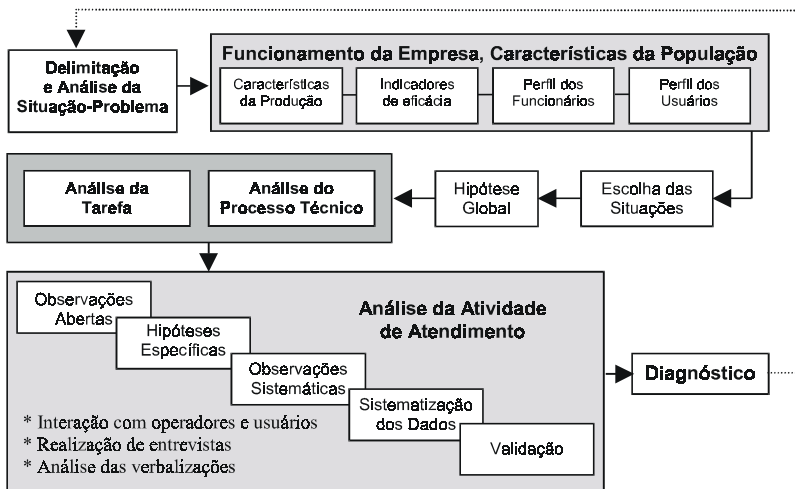 Delimitação
e Análise da
Situação-Problema
Funcionamento da Empresa, Características da População
Características
da Produção
Indicadores
de eficácia
Perfil dos
Funcionários
Perfil dos
Usuários
Análise da
Tarefa
Análise do
Processo Técnico
Hipótese
Global
Escolha das
Situações
Observações
Abertas
Hipóteses
Específicas
Observações
Sistemáticas
Sistematização
dos Dados
Validação
Análise da Atividade
de Atendimento
* Interação com operadores e usuários
* Realização de entrevistas
* Análise das verbalizações
Diagnóstico